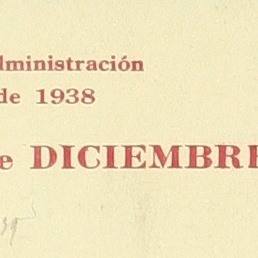 dministración
de 1938
e DICIEMBRE